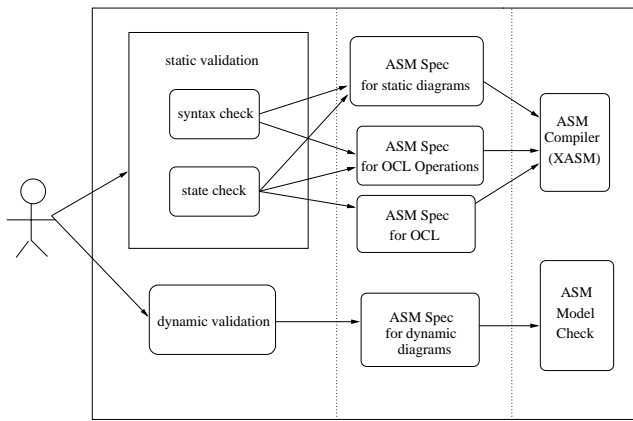 static validation
syntax check
state check
dynamic validation
ASM Spec
for static diagrams
ASM Spec
for OCL Operations
ASM Spec
for OCL
ASM Spec
for dynamic
diagrams
ASM
Compiler
(XASM)
ASM
Model
Check